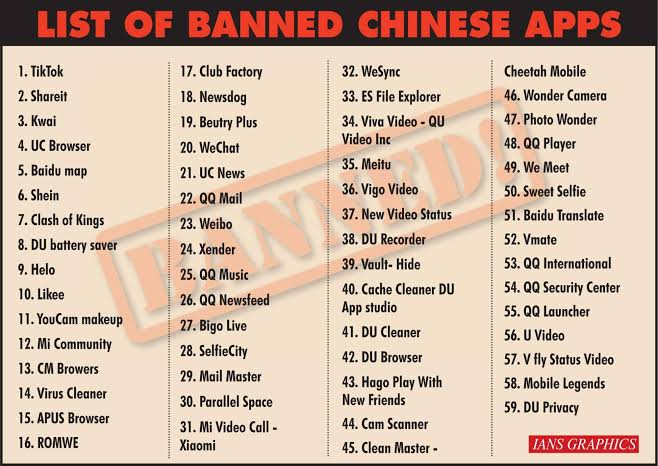 LIST OF BANNED CHINESE APPS
1. TikTok
2. Shareit
3. Kwai
4. UC Browser
5. Baidu map
6. Shein
7. Clash of Kings
8. DU battery saver
9. Helo
10. Likee
11. YouCam makeup
12. Mi Community
13. CM Browers
14. Virus Cleaner
15. APUS Browser
16. ROMWE
17. Club Factory
18. Newsdog
19. Beutry Plus
20. WeChat
21. UC News
22. QQ Mail
23. Weibo
24. Xender
25. QQ Music
26. QQ Newsfeed
27. Bigo Live
28. SelfieCity
29. Mail Master
30. Parallel Space
31. Mi Video Call -
Xiaomi
32. WeSync
33. ES File Explorer
34. Viva Video - QU
Video Inc
35. Meitu
36. Vigo Video
37. New Video Status
38. DU Recorder
39. Vault- Hide
40. Cache Cleaner DU
App studio
41. DU Cleaner
42. DU Browser
43. Hago Play With
New Friends
44. Cam Scanner
45. Clean Master -
Cheetah Mobile
46. Wonder Camera
47. Photo Wonder
48. QQ Player
49. We Meet
50. Sweet Selfie
51. Baidu Translate
52. Vmate
53. QQ International
54. QQ Security Center
55. QQ Launcher
56. U Video
57. V fly Status Video
58. Mobile Legends
59. DU Privacy
BANNED!
IANS GRAPHICS